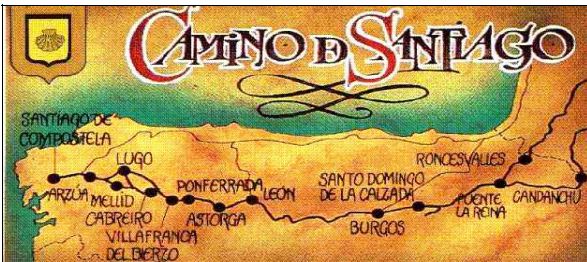 CAMINO D SANTIAGO
SANTIAGO DE
COMPOSTELA
LUGO
ARZÚA
MELLID
CABREIRO
VILLAFRANCA
DEL BIERZO
PONFERRADA
ASTORGA
LEÓN
SANTO DOMINGO
DE LA CALZADA
BURGOS
RONCESVALLES
PUENTE
LA REINA
CANDANCHÚ